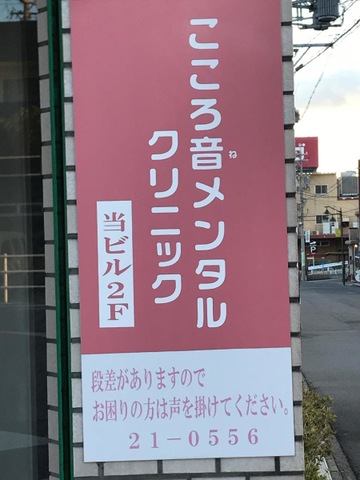 こころ音メンタル
ね
クリニック
当ビル2F
段差がありますので
お困りの方は声を掛けてください。
21-0556